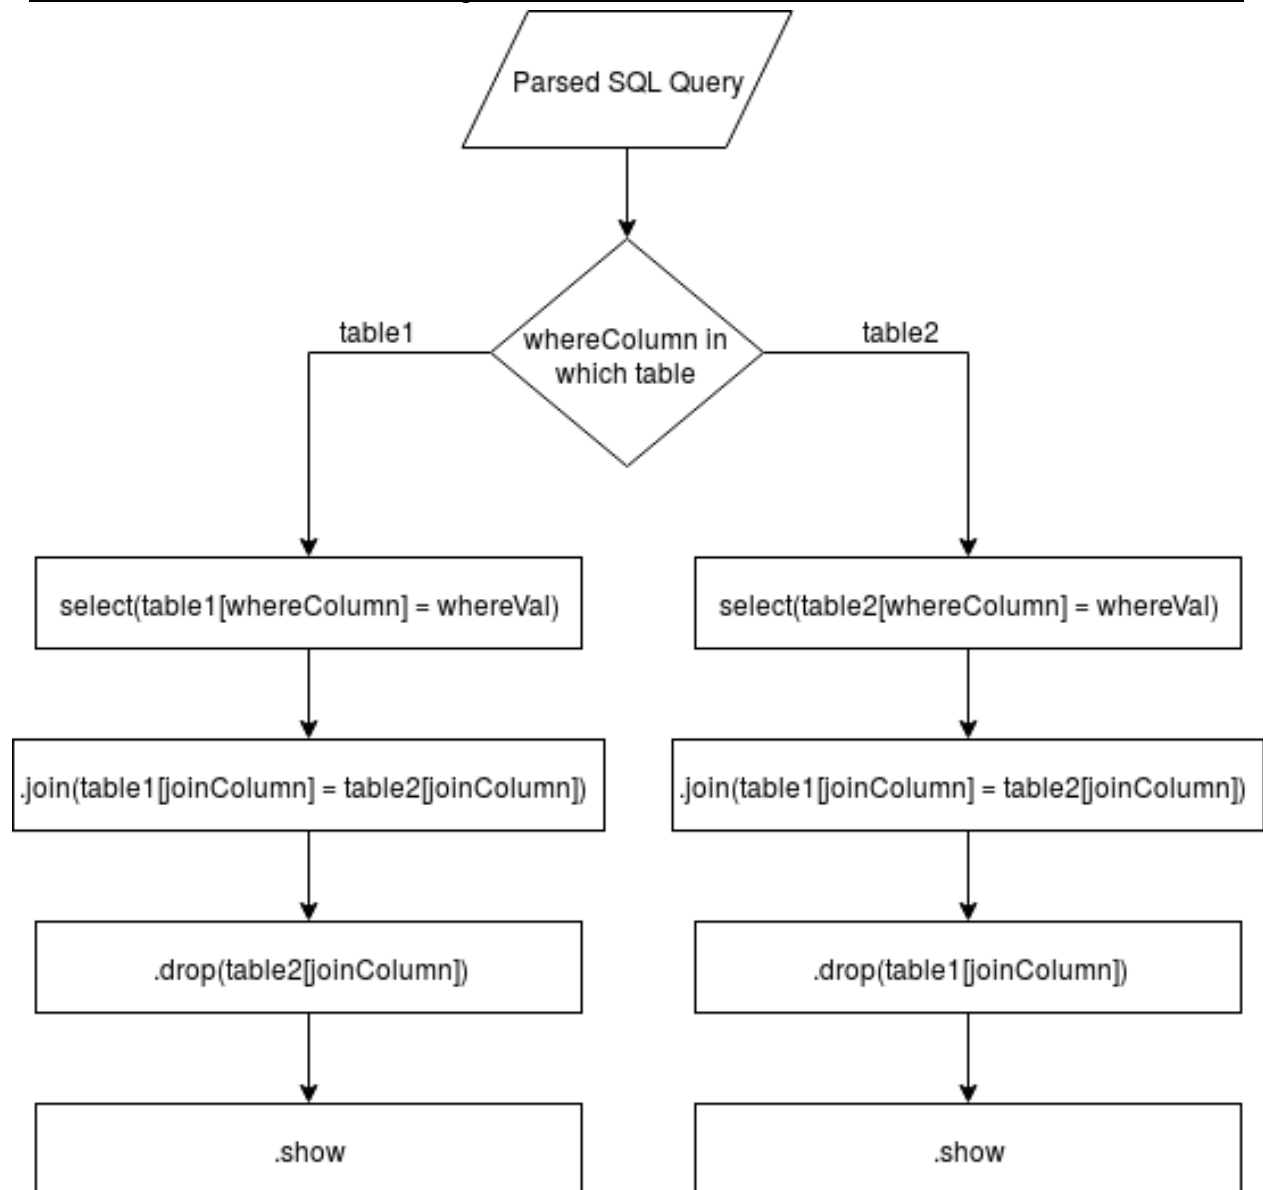 Parsed SQL Query
table1
whereColumn in
which table
table2
select(table1[whereColumn] = whereVal)
select(table2[whereColumn] = whereVal)
.join(table1[joinColumn] = table2[joinColumn])
.join(table1[joinColumn] = table2[joinColumn])
.drop(table2[joinColumn])
.drop(table1[joinColumn])
.show
.show